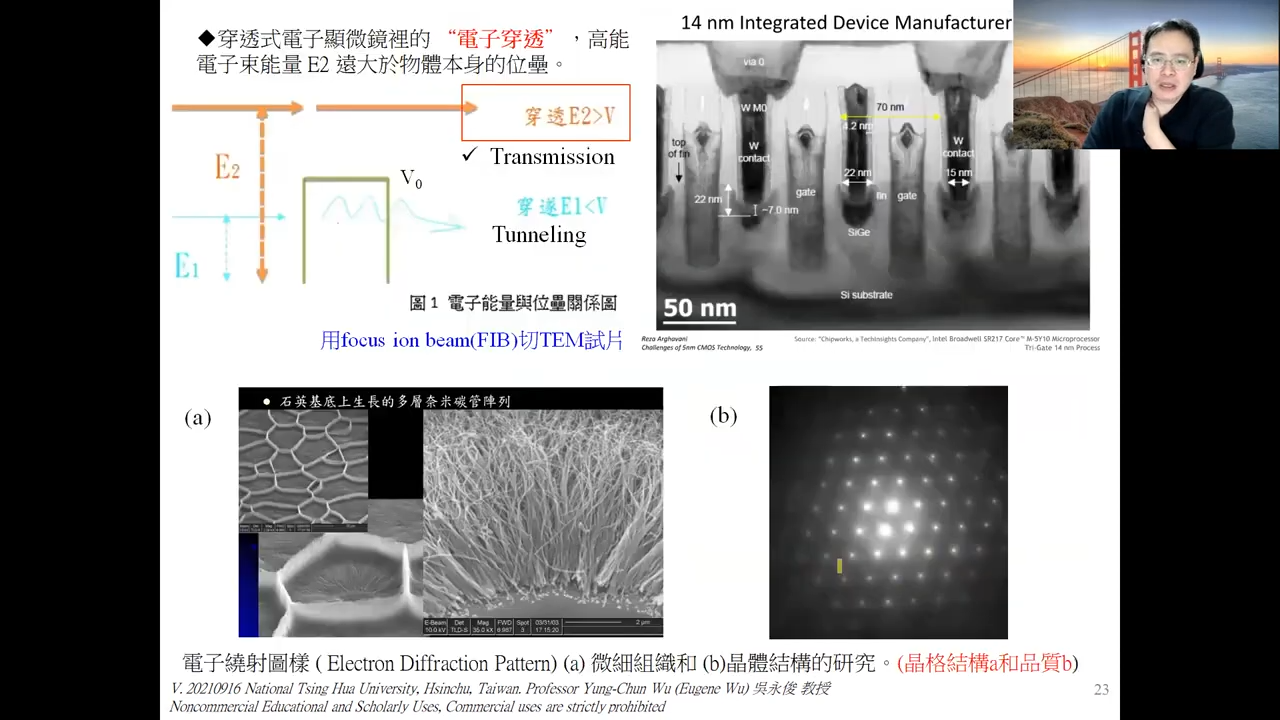 ◆穿透式電子顯微鏡裡的 “電子穿透” ，高能
電子束能量 E2 遠大於物體本身的位壘。
穿透E2>V
✓ Transmission
E2
V0
穿遂E1<V
Tunneling
E1
圖 1 電子能量與位壘關係圖
用focus ion beam(FIB)切TEM試片
14 nm Integrated Device Manufacturer
via 0
W M0
70 nm
4.2 nm
top
of fin
W
contact
W
contact
22 nm
15 nm
gate
fin
gate
22 nm
~7.0 nm
SiGe
Si substrate
50 nm
Reza Arghavani
Challenges of 5nm CMOS Technology, 55
Source: "Chipworks, a TechInsights Company", Intel Broadwell SR217 Core™ M-5Y10 Microprocessor
Tri-Gate 14 nm Process
(a)
● 石英基底上生長的多層奈米碳管陣列
E-Beam Det Mag FWD Spot 03/31/03 2 µm
10.0 kV TLD-S 35.0 kX 6.987 3 17:15:20
(b)
電子繞射圖樣 ( Electron Diffraction Pattern) (a) 微細組織和 (b)晶體結構的研究。(晶格結構a和品質b)
V. 20210916 National Tsing Hua University, Hsinchu, Taiwan. Professor Yung-Chun Wu (Eugene Wu) 吳永俊 教授
Noncommercial Educational and Scholarly Uses, Commercial uses are strictly prohibited
23